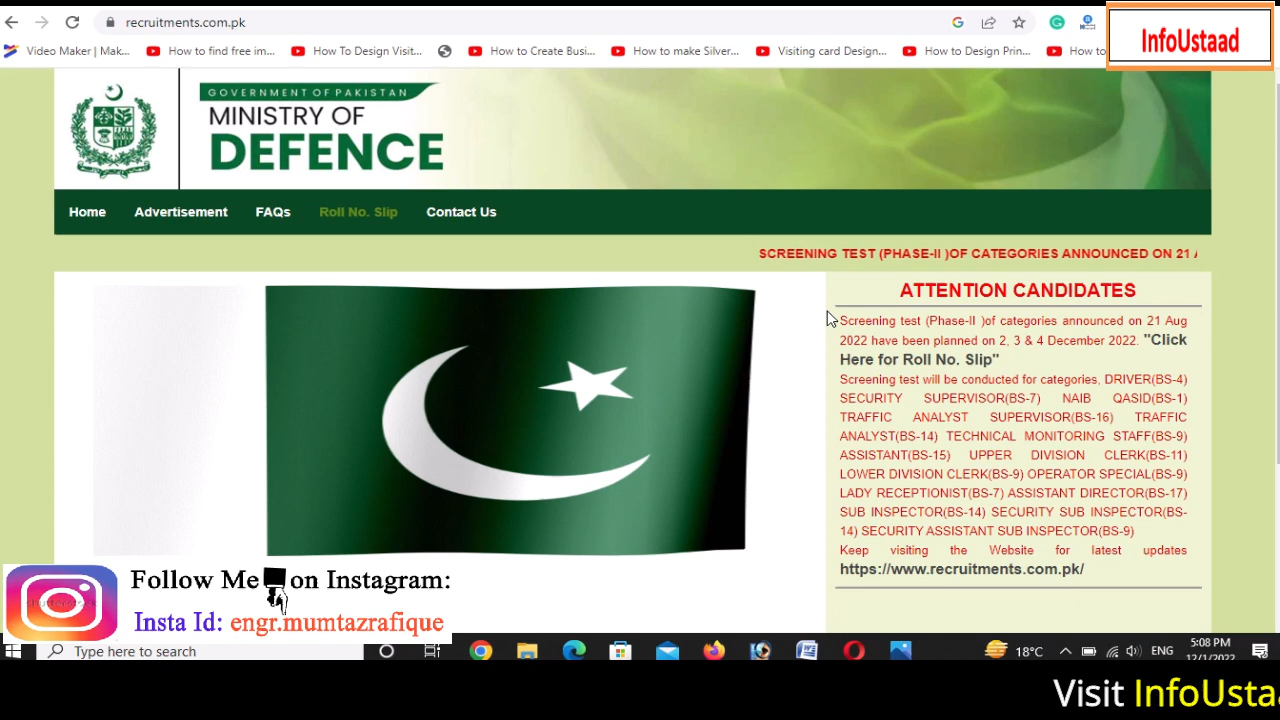 recruitments.com.pk
InfoUstaad
Video Maker | Mak...
How to find free im...
How To Design Visit...
How to Create Busi...
How to make Silver...
Visiting card Design...
How to Design Prin...
How to
GOVERNMENT OF PAKISTAN
MINISTRY OF
DEFENCE
Home Advertisement FAQs Roll No. Slip Contact Us
SCREENING TEST (PHASE-II )OF CATEGORIES ANNOUNCED ON 21
ATTENTION CANDIDATES
Screening test (Phase-II )of categories announced on 21 Aug
2022 have been planned on 2, 3 & 4 December 2022. "Click
Here for Roll No. Slip"
Screening test will be conducted for categories, DRIVER(BS-4)
SECURITY SUPERVISOR(BS-7) NAIB QASID(BS-1)
TRAFFIC ANALYST SUPERVISOR(BS-16) TRAFFIC
ANALYST(BS-14) TECHNICAL MONITORING STAFF(BS-9)
ASSISTANT(BS-15) UPPER DIVISION CLERK(BS-11)
LOWER DIVISION CLERK(BS-9) OPERATOR SPECIAL(BS-9)
LADY RECEPTIONIST(BS-7) ASSISTANT DIRECTOR(BS-17)
SUB INSPECTOR(BS-14) SECURITY SUB INSPECTOR(BS-
14) SECURITY ASSISTANT SUB INSPECTOR(BS-9)
Keep visiting the Website for latest updates
https://www.recruitments.com.pk/
Follow Me on Instagram:
Insta Id: engr.mumtazrafique
Type here to search
18°C
ENG
5:08 PM
12/1/2022
Visit InfoUsta